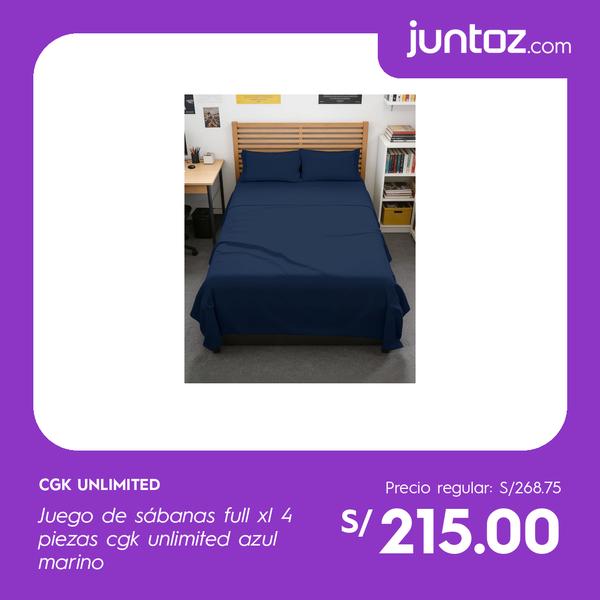 juntoz.com
CGK UNLIMITED
Juego de sábanas full xl 4
piezas cgk unlimited azul
marino
Precio regular: S/268.75
S/215.00